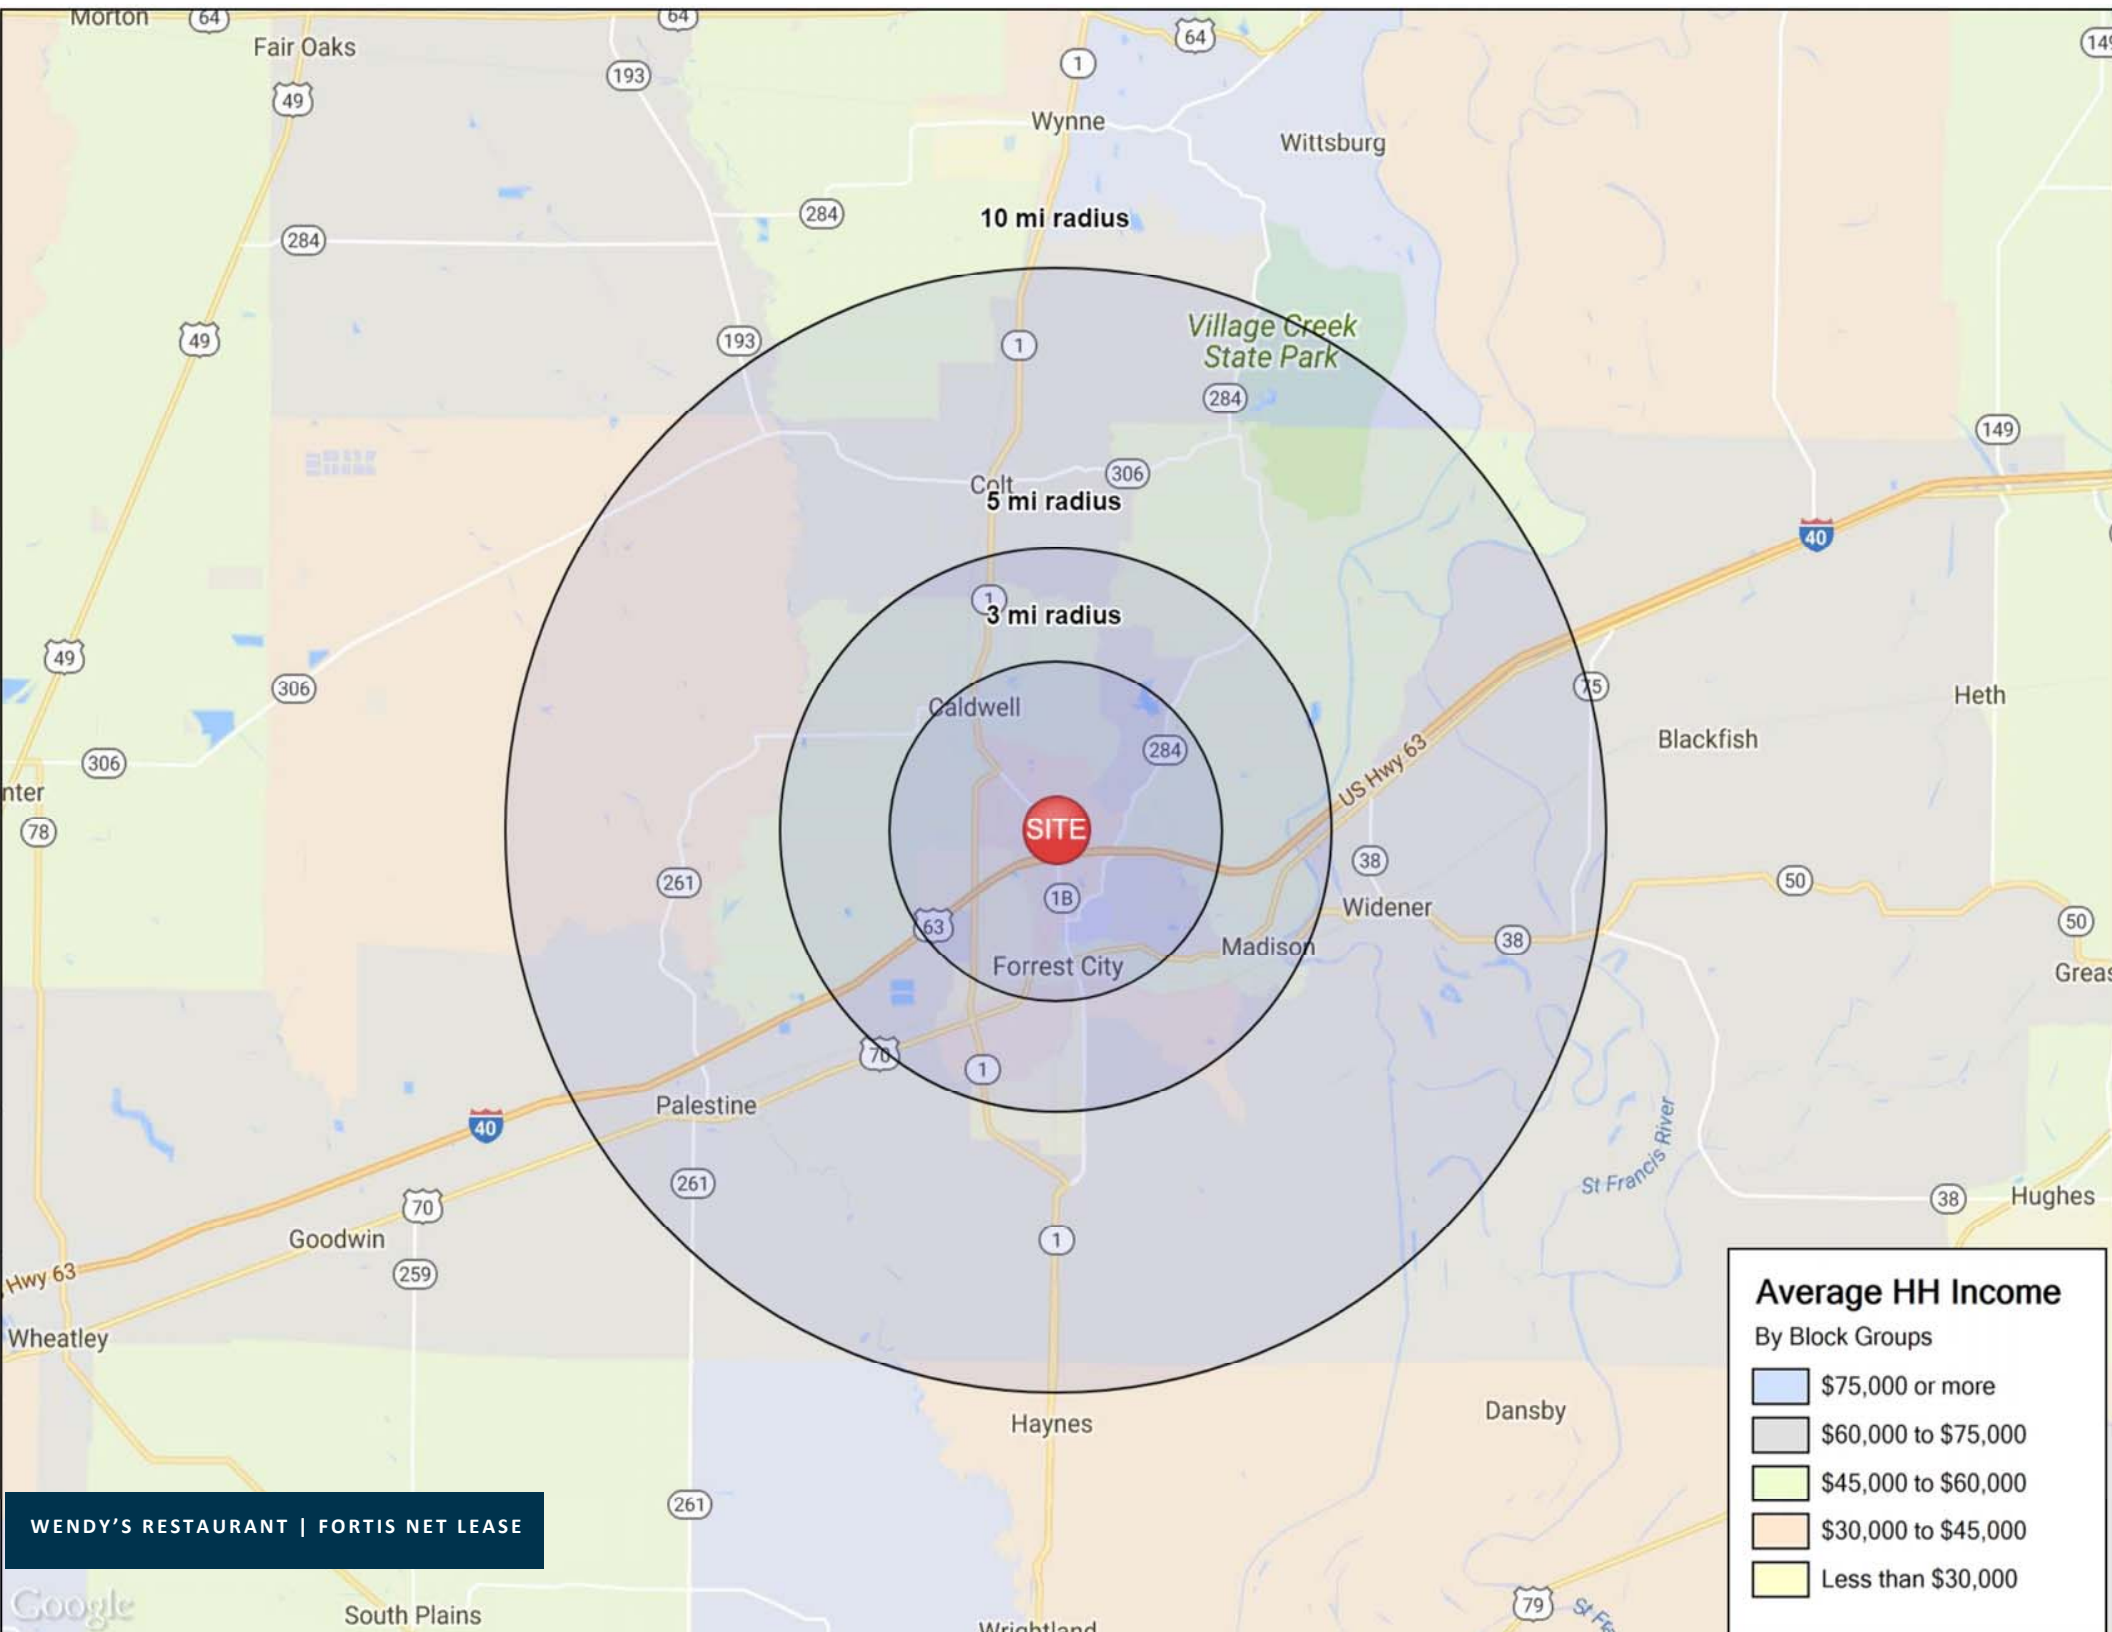 Morton
64
64
Fair Oaks
64
149
1
193
49
Wynne
Wittsburg
10 mi radius
284
284
49
193
1
Village Creek
State Park
284
149
306
Colt
5 mi radius
40
1
3 mi radius
49
306
75
Heth
Caldwell
284
Blackfish
306
US Hwy 63
nter
78
SITE
38
261
50
1B
Widener
63
50
38
Madison
Forrest City
Greas
70
1
Palestine
40
St Francis River
261
38
Hughes
70
Goodwin
1
259
Hwy 63
Average HH Income
By Block Groups
Wheatley
$75,000 or more
Haynes
Dansby
$60,000 to $75,000
$45,000 to $60,000
261
WENDY’S RESTAURANT | FORTIS NET LEASE
$30,000 to $45,000
Less than $30,000
Google
South Plains
79
St Fra
Wrightland